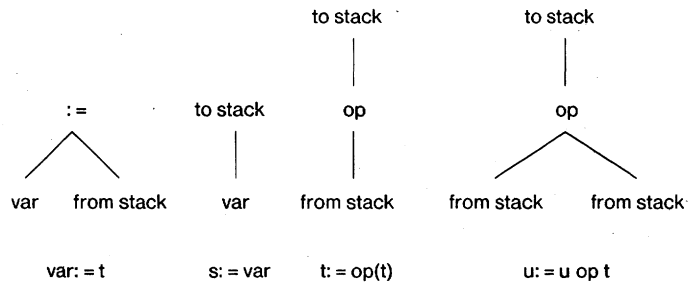 to stack
to stack
: =
to stack
op
op
var
from stack
var
from stack
from stack
from stack
var: = t
s: = var
t: = op(t)
u: = u op t